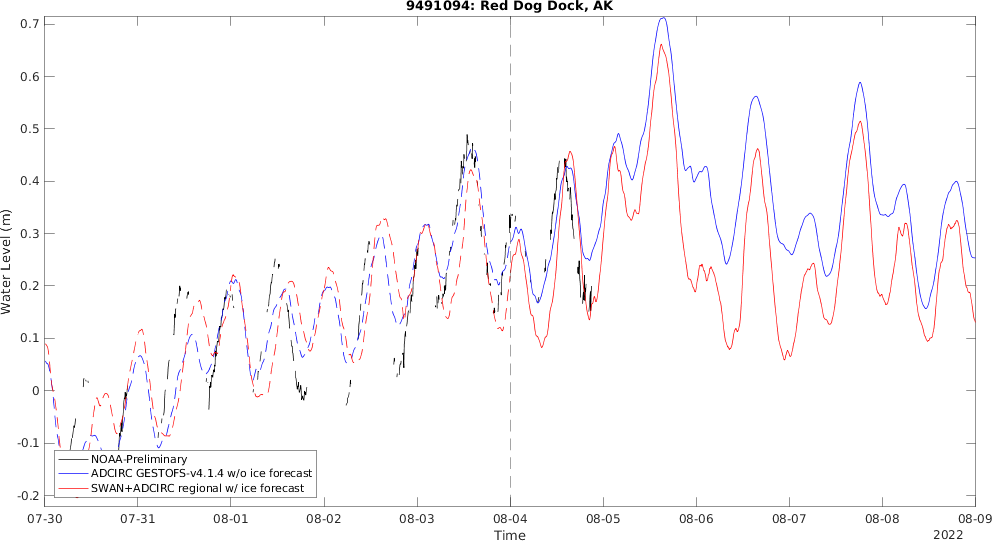 9491094: Red Dog Dock, AK
Water Level (m)
0.7
0.6
0.5
0.4
0.3
0.2
0.1
0
-0.1
-0.2
NOAA-Preliminary
ADCIRC GESTOFS-v4.1.4 w/o ice forecast
SWAN+ADCIRC regional w/ ice forecast
07-30 07-31 08-01 08-02 08-03 08-04 08-05 08-06 08-07 08-08 08-09
Time
2022